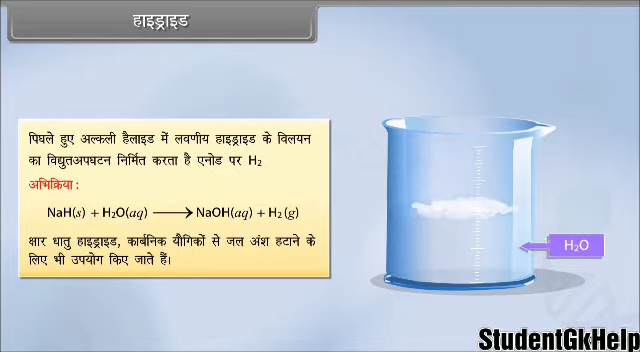 हाइड्राइड
पिघले हुए अल्कली हैलाइड में लवणीय हाइड्राइड के विलयन
का विद्युतअपघटन निर्मित करता है एनोड पर H₂
अभिक्रिया:
NaH(s) + H₂O(aq) ⟶ NaOH(aq) + H₂(g)
क्षार धातु हाइड्राइड, कार्बनिक यौगिकों से जल अंश हटाने के
लिए भी उपयोग किए जाते हैं।
H₂O
StudentGkHelp